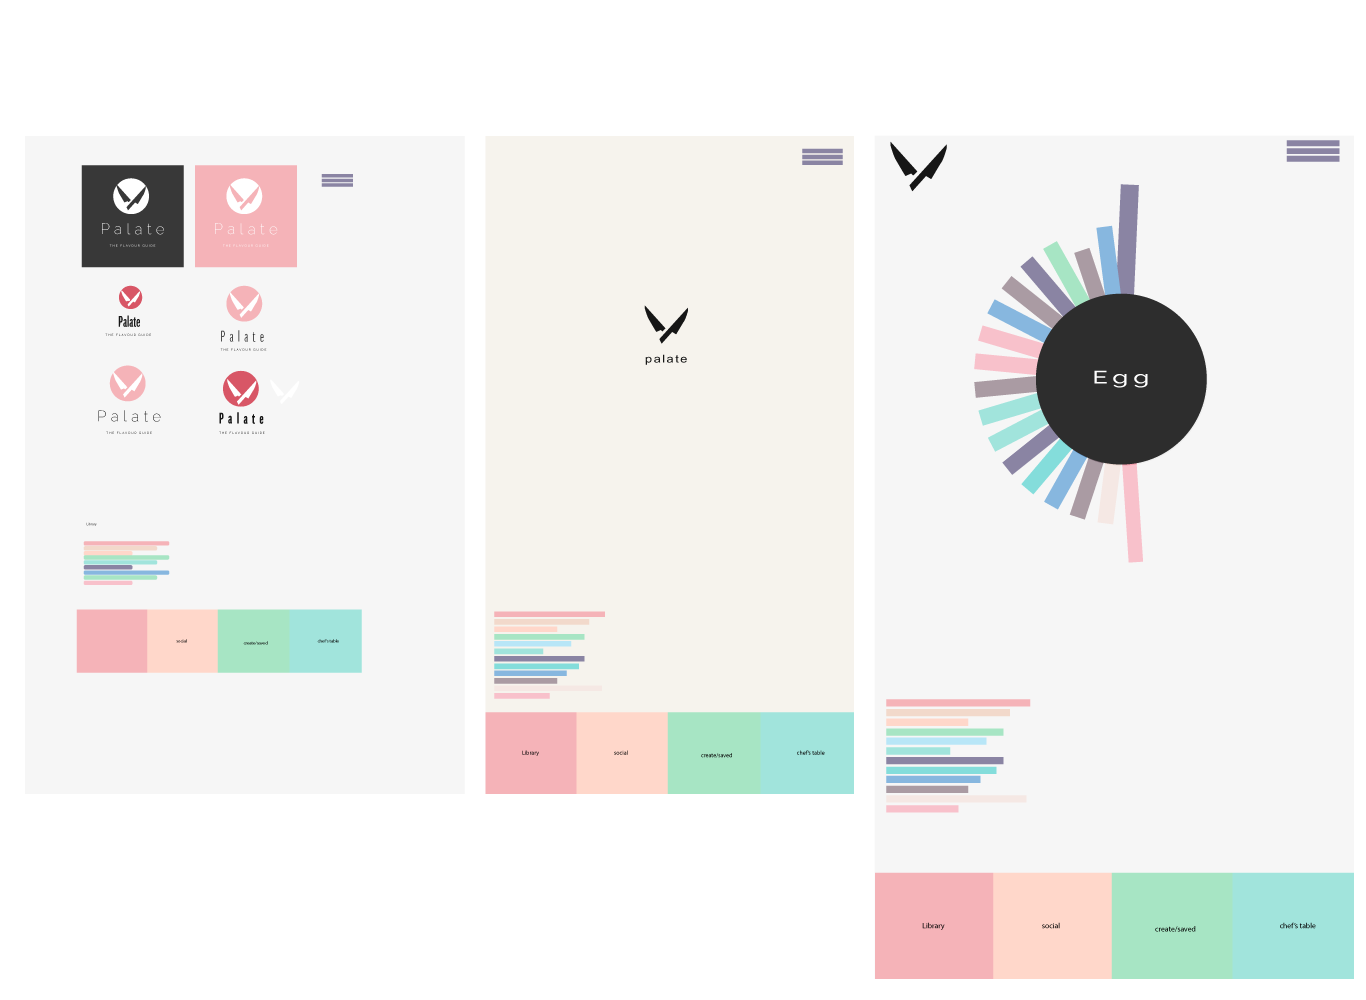 Palate
THE FLAVOUR GUIDE
Palate
THE FLAVOUR GUIDE
Palate
THE FLAVOUR GUIDE
Palate
THE FLAVOUR GUIDE
Palate
THE FLAVOUR GUIDE
Palate
THE FLAVOUR GUIDE
Library
social
create/saved
chef's table
palate
Library
social
create/saved
chef's table
Egg
Library
social
create/saved
chef's table